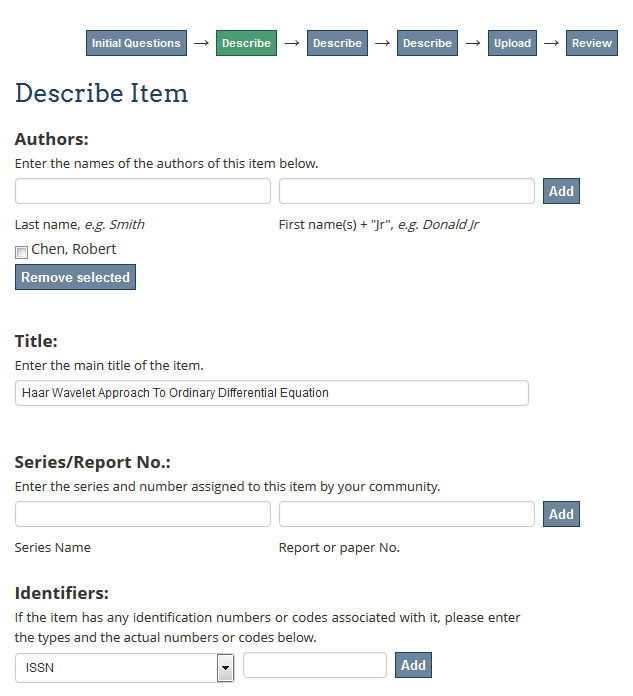 Initial Questions → Describe → Describe → Describe → Upload → Review
Describe Item
Authors:
Enter the names of the authors of this item below.
Add
Last name, e.g. Smith First name(s) + "Jr", e.g. Donald Jr
Chen, Robert
Remove selected
Title:
Enter the main title of the item.
Haar Wavelet Approach To Ordinary Differential Equation
Series/Report No.:
Enter the series and number assigned to this item by your community.
Add
Series Name Report or paper No.
Identifiers:
If the item has any identification numbers or codes associated with it, please enter
the types and the actual numbers or codes below.
ISSN Add